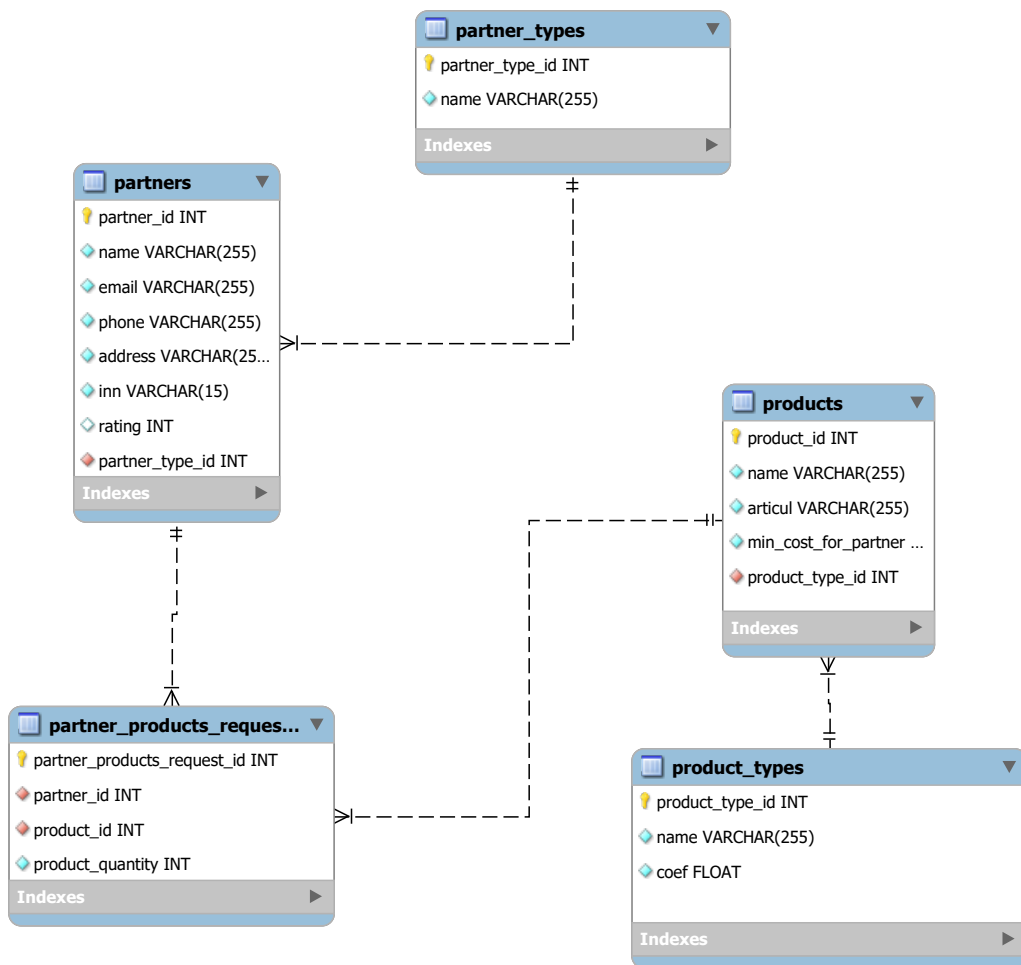 partner_types
partner_type_id INT
name VARCHAR(255)
Indexes
partners
partner_id INT
name VARCHAR(255)
email VARCHAR(255)
phone VARCHAR(255)
address VARCHAR(25...
inn VARCHAR(15)
rating INT
partner_type_id INT
Indexes
products
product_id INT
name VARCHAR(255)
articul VARCHAR(255)
min_cost_for_partner ...
product_type_id INT
Indexes
partner_products_reques...
partner_products_request_id INT
partner_id INT
product_id INT
product_quantity INT
Indexes
product_types
product_type_id INT
name VARCHAR(255)
coef FLOAT
Indexes